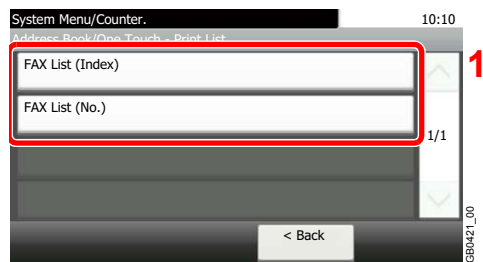 System Menu/Counter.
10:10
Address Book/One Touch - Print List
FAX List (Index)
1
FAX List (No.)
1/1
< Back
GB0421_00